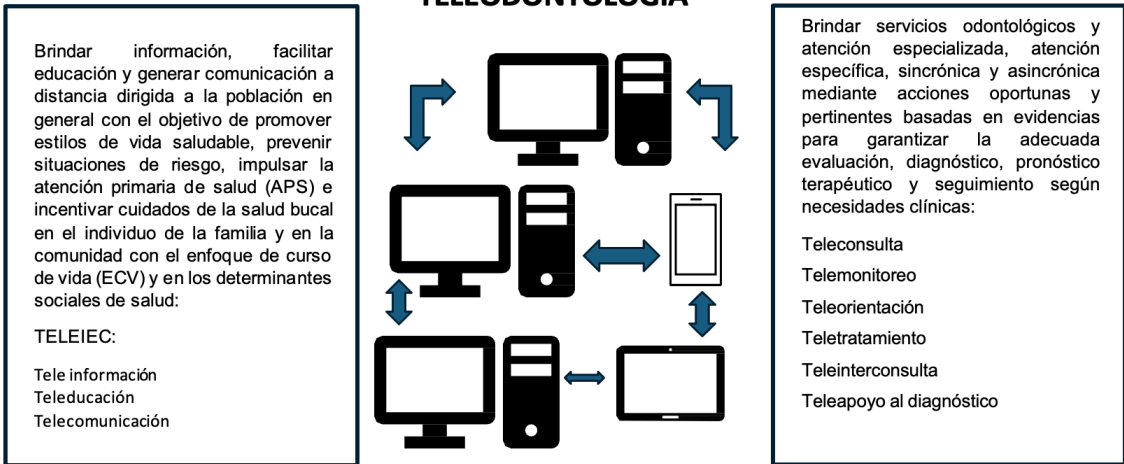 TELEODONTOLOGÍA
Brindar información, facilitar
educación y generar comunicación a
distancia dirigida a la población en
general con el objetivo de promover
estilos de vida saludable, prevenir
situaciones de riesgo, impulsar la
atención primaria de salud (APS) e
incentivar cuidados de la salud bucal
en el individuo de la familia y en la
comunidad con el enfoque de curso
de vida (ECV) y en los determinantes
sociales de salud:
TELEIEC:
Tele información
Teleducación
Telecomunicación
Brindar servicios odontológicos y
atención especializada, atención
específica, sincrónica y asincrónica
mediante acciones oportunas y
pertinentes basadas en evidencias
para garantizar la adecuada
evaluación, diagnóstico, pronóstico
terapéutico y seguimiento según
necesidades clínicas:
Teleconsulta
Telemonitoreo
Teleorientación
Teletratamiento
Teleinterconsulta
Teleapoyo al diagnóstico